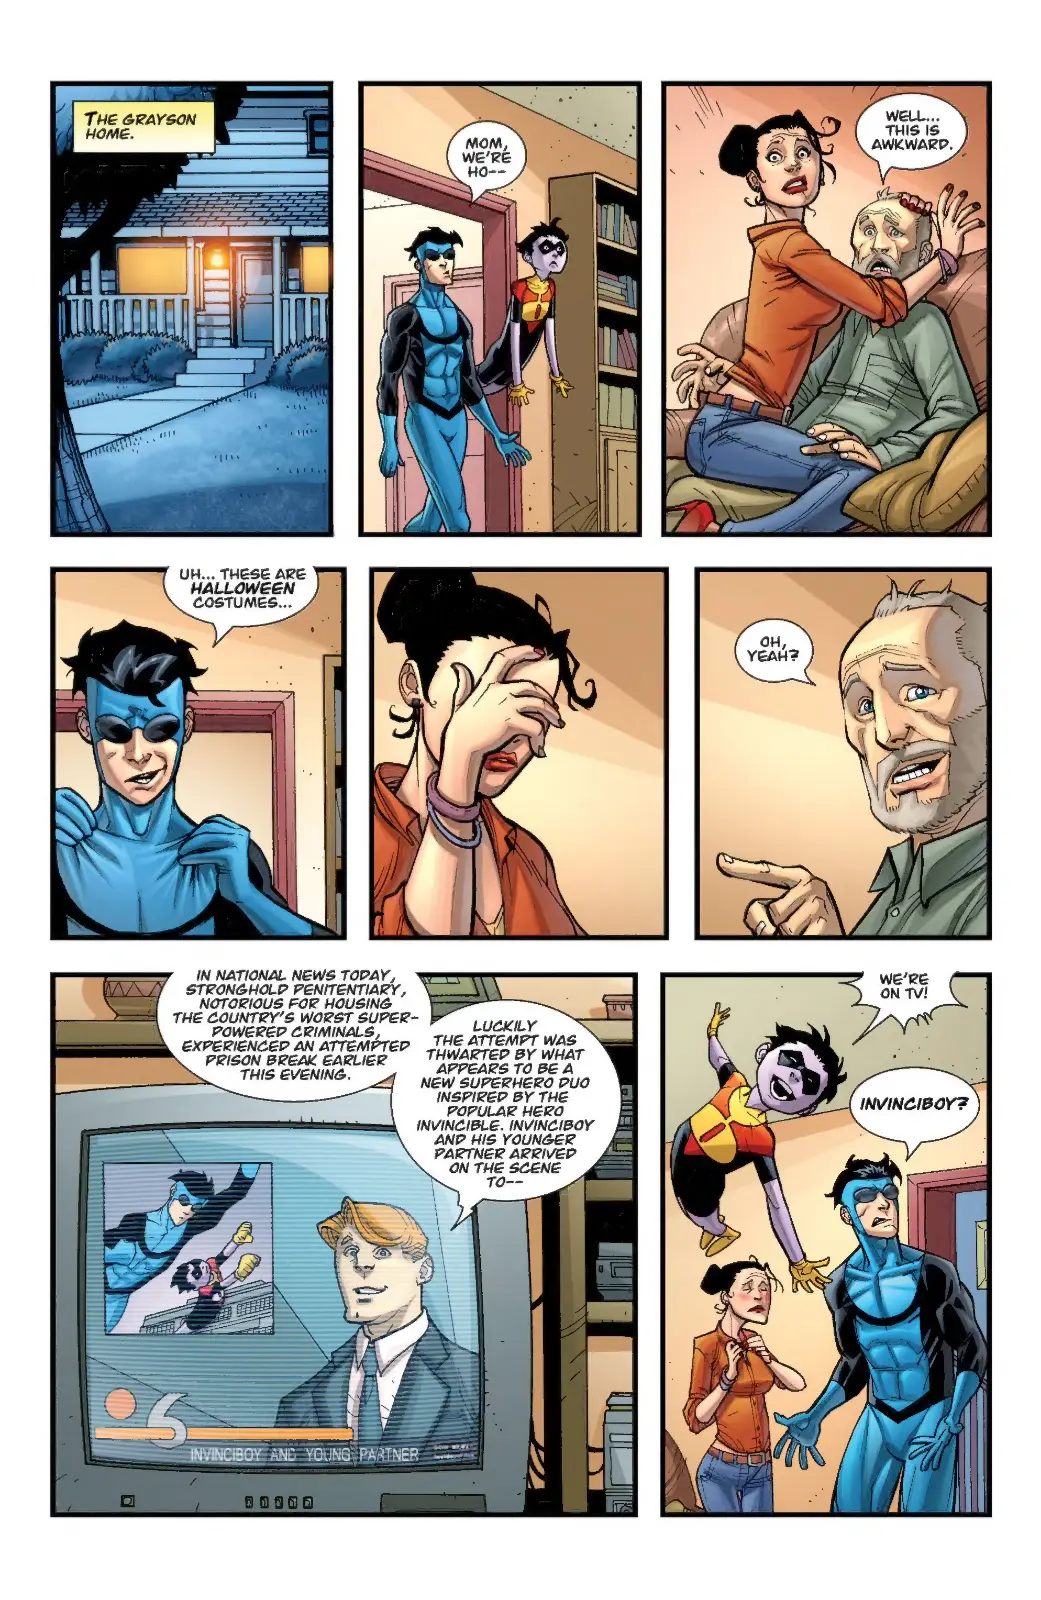 THE GRAYSON
HOME.
MOM,
WE'RE
HO--
WELL...
THIS IS
AWKWARD.
UH... THESE ARE
HALLOWEEN
COSTUMES...
OH,
YEAH?
IN NATIONAL NEWS TODAY,
STRONGHOLD PENITENTIARY,
NOTORIOUS FOR HOUSING
THE COUNTRY'S WORST SUPER-
POWERED CRIMINALS,
EXPERIENCED AN ATTEMPTED
PRISON BREAK EARLIER
THIS EVENING.
LUCKILY
THE ATTEMPT WAS
THWARTED BY WHAT
APPEARS TO BE A
NEW SUPERHERO DUO
INSPIRED BY THE
POPULAR HERO
INVINCIBLE. INVINCIBOY
AND HIS YOUNGER
PARTNER ARRIVED
ON THE SCENE
TO--
6
INVINCIBOY AND YOUNG PARTNER
WE'RE
ON TV!
INVINCIBOY?